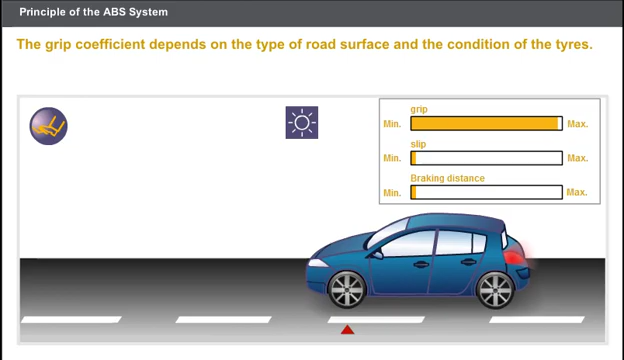 Principle of the ABS System
The grip coefficient depends on the type of road surface and the condition of the tyres.
grip
Min. Max.
slip
Min. Max.
Braking distance
Min. Max.